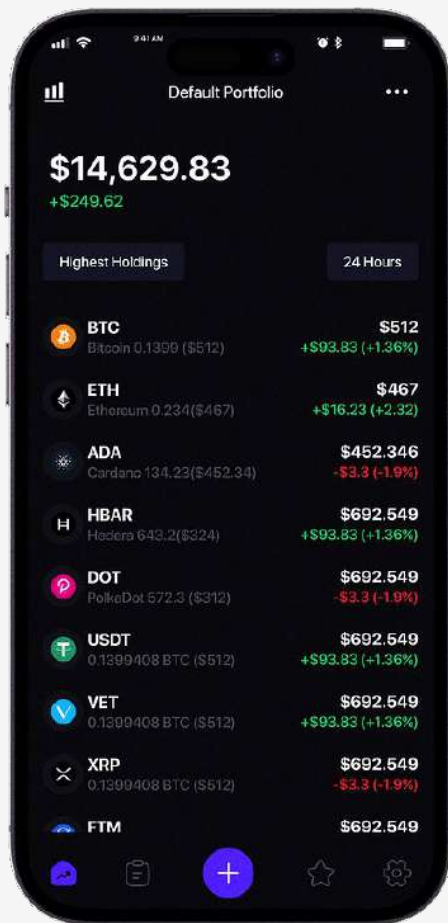 9:41 AM
Default Portfolio
$14,629.83
+$249.62
Highest Holdings
24 Hours
BTC
$512
Bitcoin 0.1399 ($512)
+$93.83 (+1.36%)
ETH
$467
Ethereum 0.234($467)
+$16.23 (+2.32)
ADA
$452.346
Cardano 134.23($452.34)
-$3.3 (-1.9%)
HBAR
$692.549
Hedera 643.2($324)
+$93.83 (+1.36%)
DOT
$692.549
PolkaDot 572.3 ($312)
-$3.3 (-1.9%)
USDT
$692.549
0.1399408 BTC ($512)
+$93.83 (+1.36%)
VET
$692.549
0.1399408 BTC ($512)
+$93.83 (+1.36%)
XRP
$692.549
0.1399408 BTC ($512)
-$3.3 (-1.9%)
FTM
$692.549